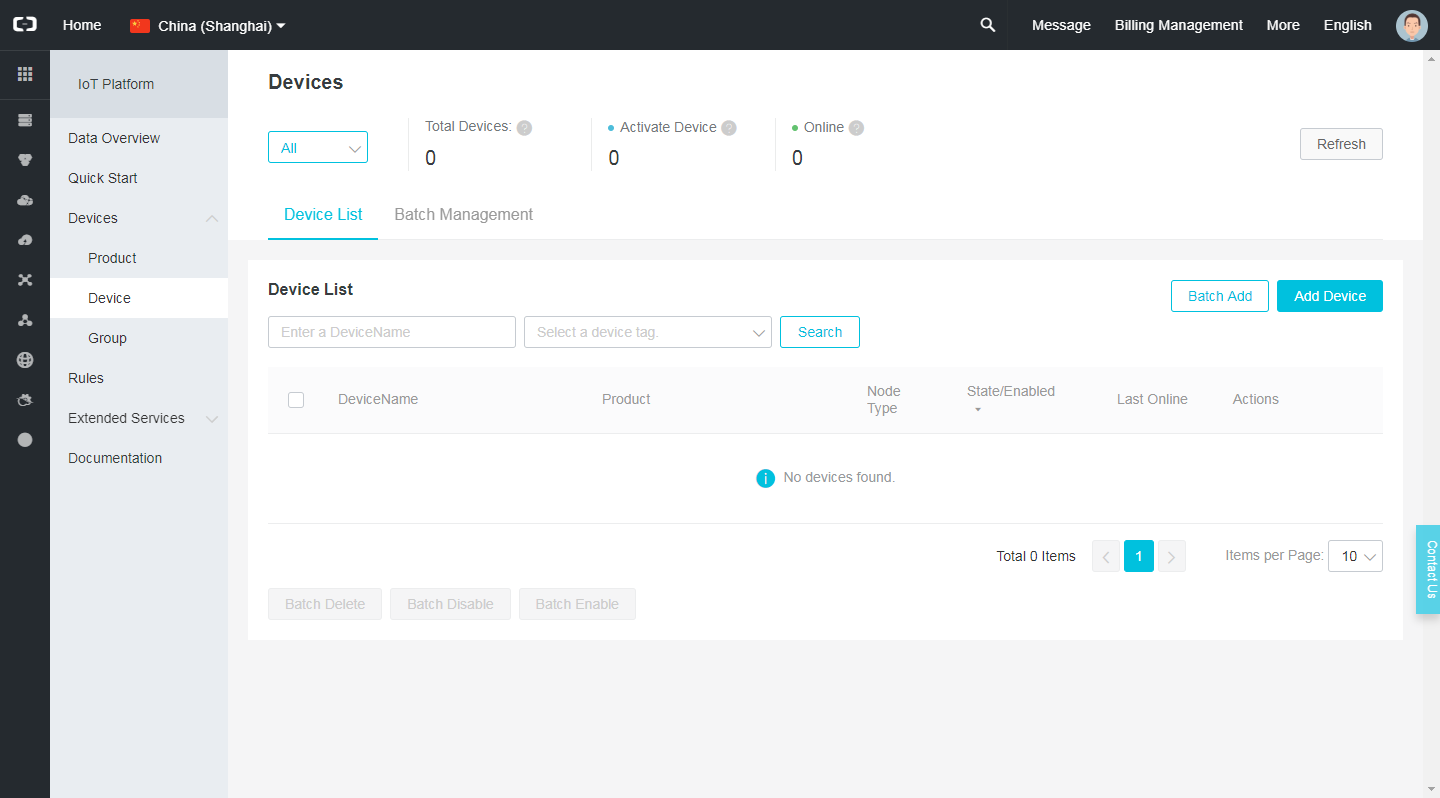 Home
China (Shanghai)
Message
Billing Management
More
English
IoT Platform
Data Overview
Quick Start
Devices
Product
Device
Group
Rules
Extended Services
Documentation
Devices
All
Total Devices: ?
0
Activate Device ?
0
Online ?
0
Refresh
Device List
Batch Management
Device List
Batch Add
Add Device
Enter a DeviceName
Select a device tag.
Search
DeviceName
Product
Node
Type
State/Enabled
Last Online
Actions
i No devices found.
Total 0 Items
1
Items per Page:
10
Batch Delete
Batch Disable
Batch Enable
Contact Us